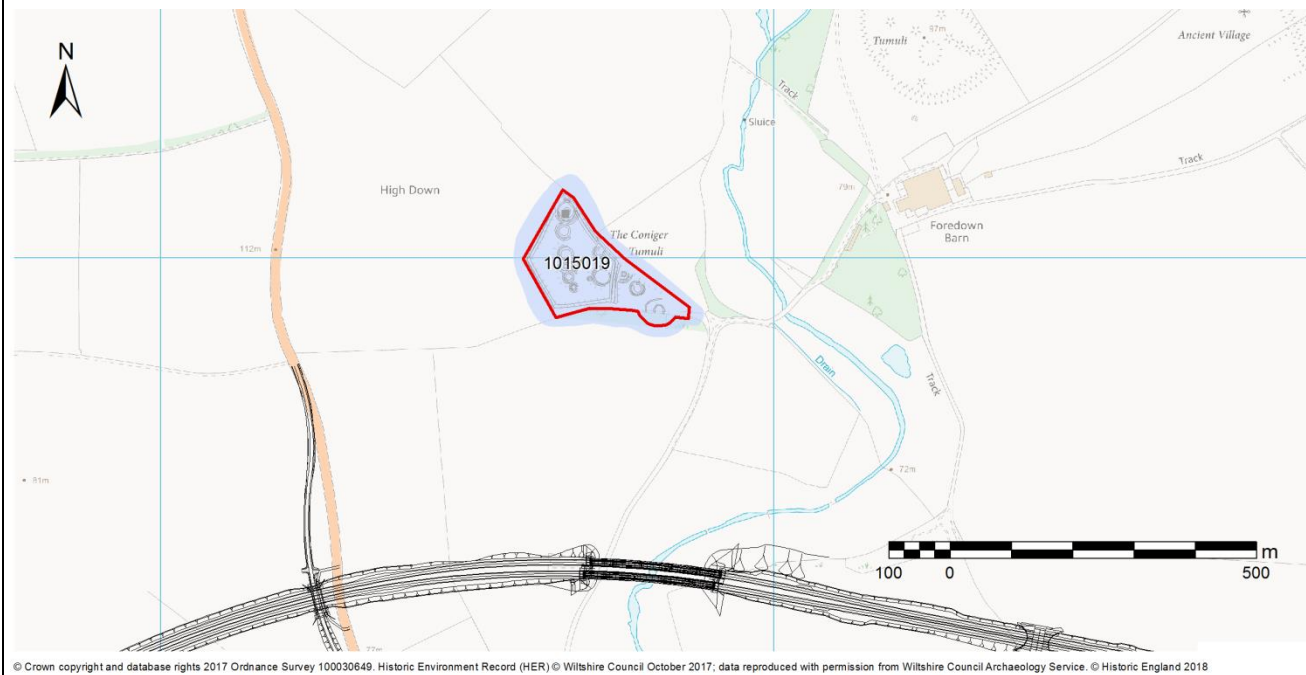 N
Tumuli
97m
Ancient Village
Track
Sluice
Track
High Down
79m
The Coniger
Tumuli
Foredown
Barn
112m
1015019
Drain
Track
81m
72m
m
100
0
500
77m
© Crown copyright and database rights 2017 Ordnance Survey 100030649. Historic Environment Record (HER) © Wiltshire Council October 2017; data reproduced with permission from Wiltshire Council Archaeology Service. © Historic England 2018